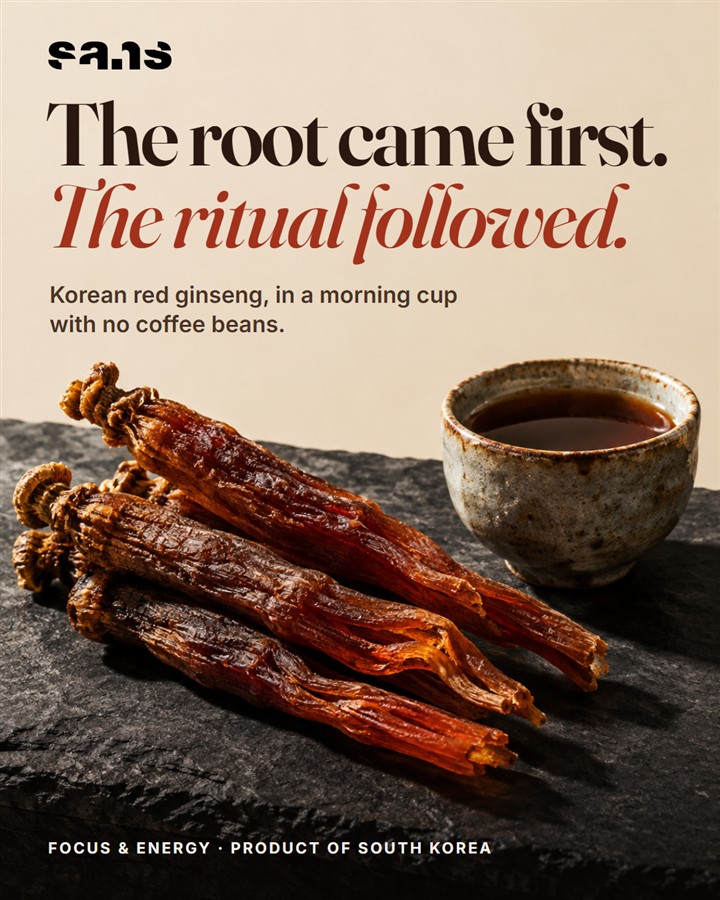 sans
The root came first.
The ritual followed.
Korean red ginseng, in a morning cup
with no coffee beans.
FOCUS & ENERGY · PRODUCT OF SOUTH KOREA